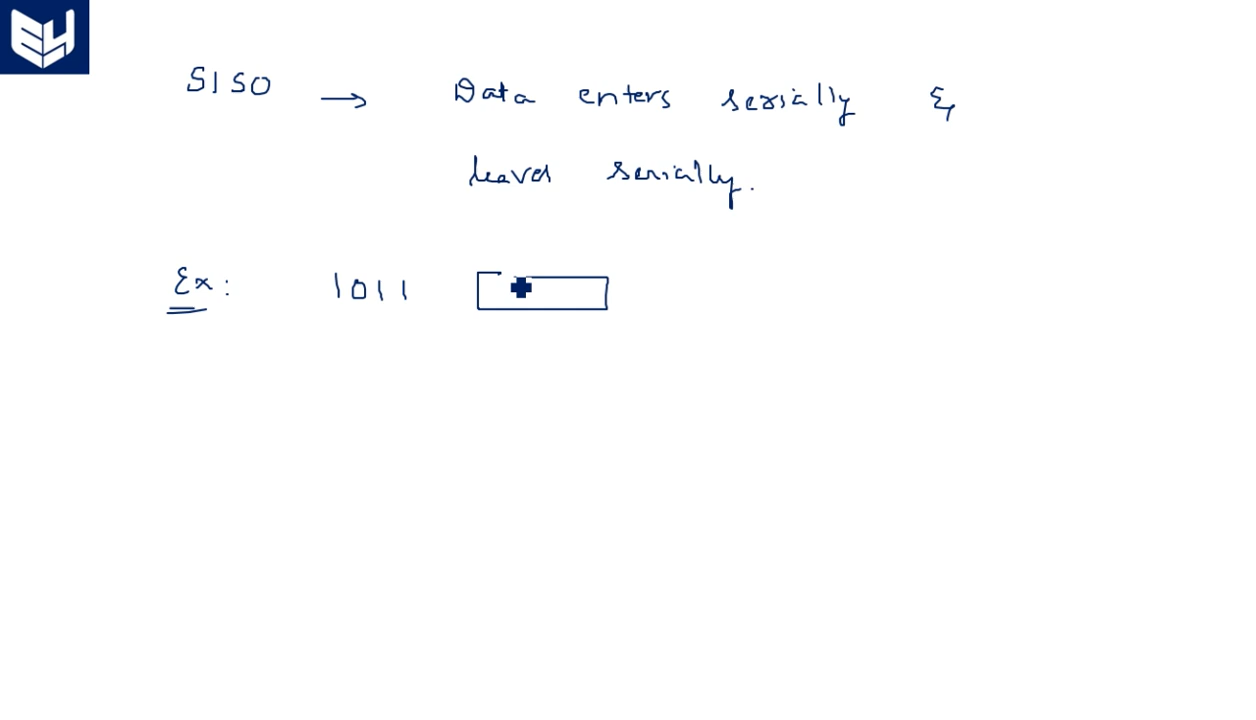 SISO → Data enters serially &
leaves serially.
Ex: 1011